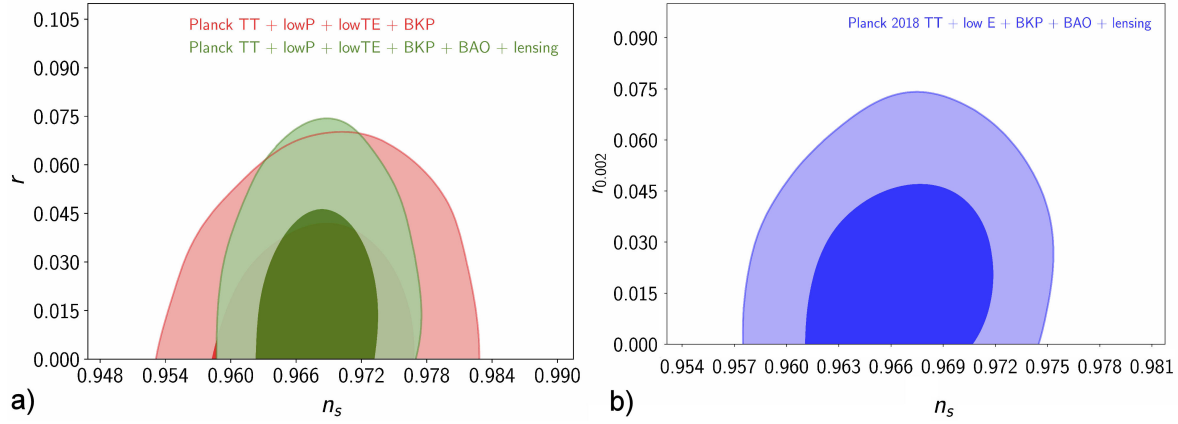 Planck TT + lowP + lowTE + BKP
Planck TT + lowP + lowTE + BKP + BAO + lensing
0.105
0.090
0.075
0.060
0.045
0.030
0.015
0.000
r
0.948 0.954 0.960 0.966 0.972 0.978 0.984 0.990
n_s
a)
Planck 2018 TT + low E + BKP + BAO + lensing
0.090
0.075
0.060
0.045
0.030
0.015
0.000
r_0.002
0.954 0.957 0.960 0.963 0.966 0.969 0.972 0.975 0.978 0.981
n_s
b)